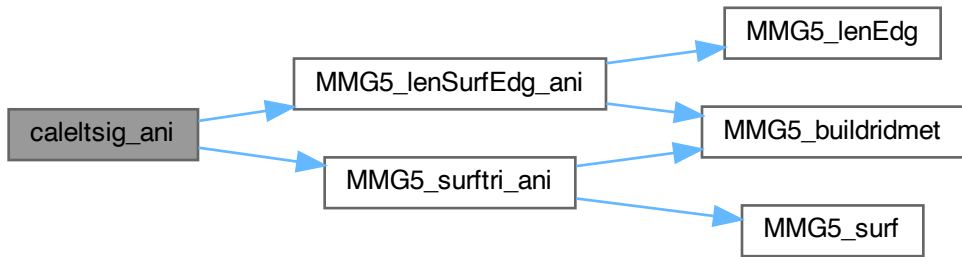 MMG5_lenEdg
MMG5_lenSurfEdg_ani
MMG5_buildridmet
caleltsig_ani
MMG5_surftri_ani
MMG5_surf